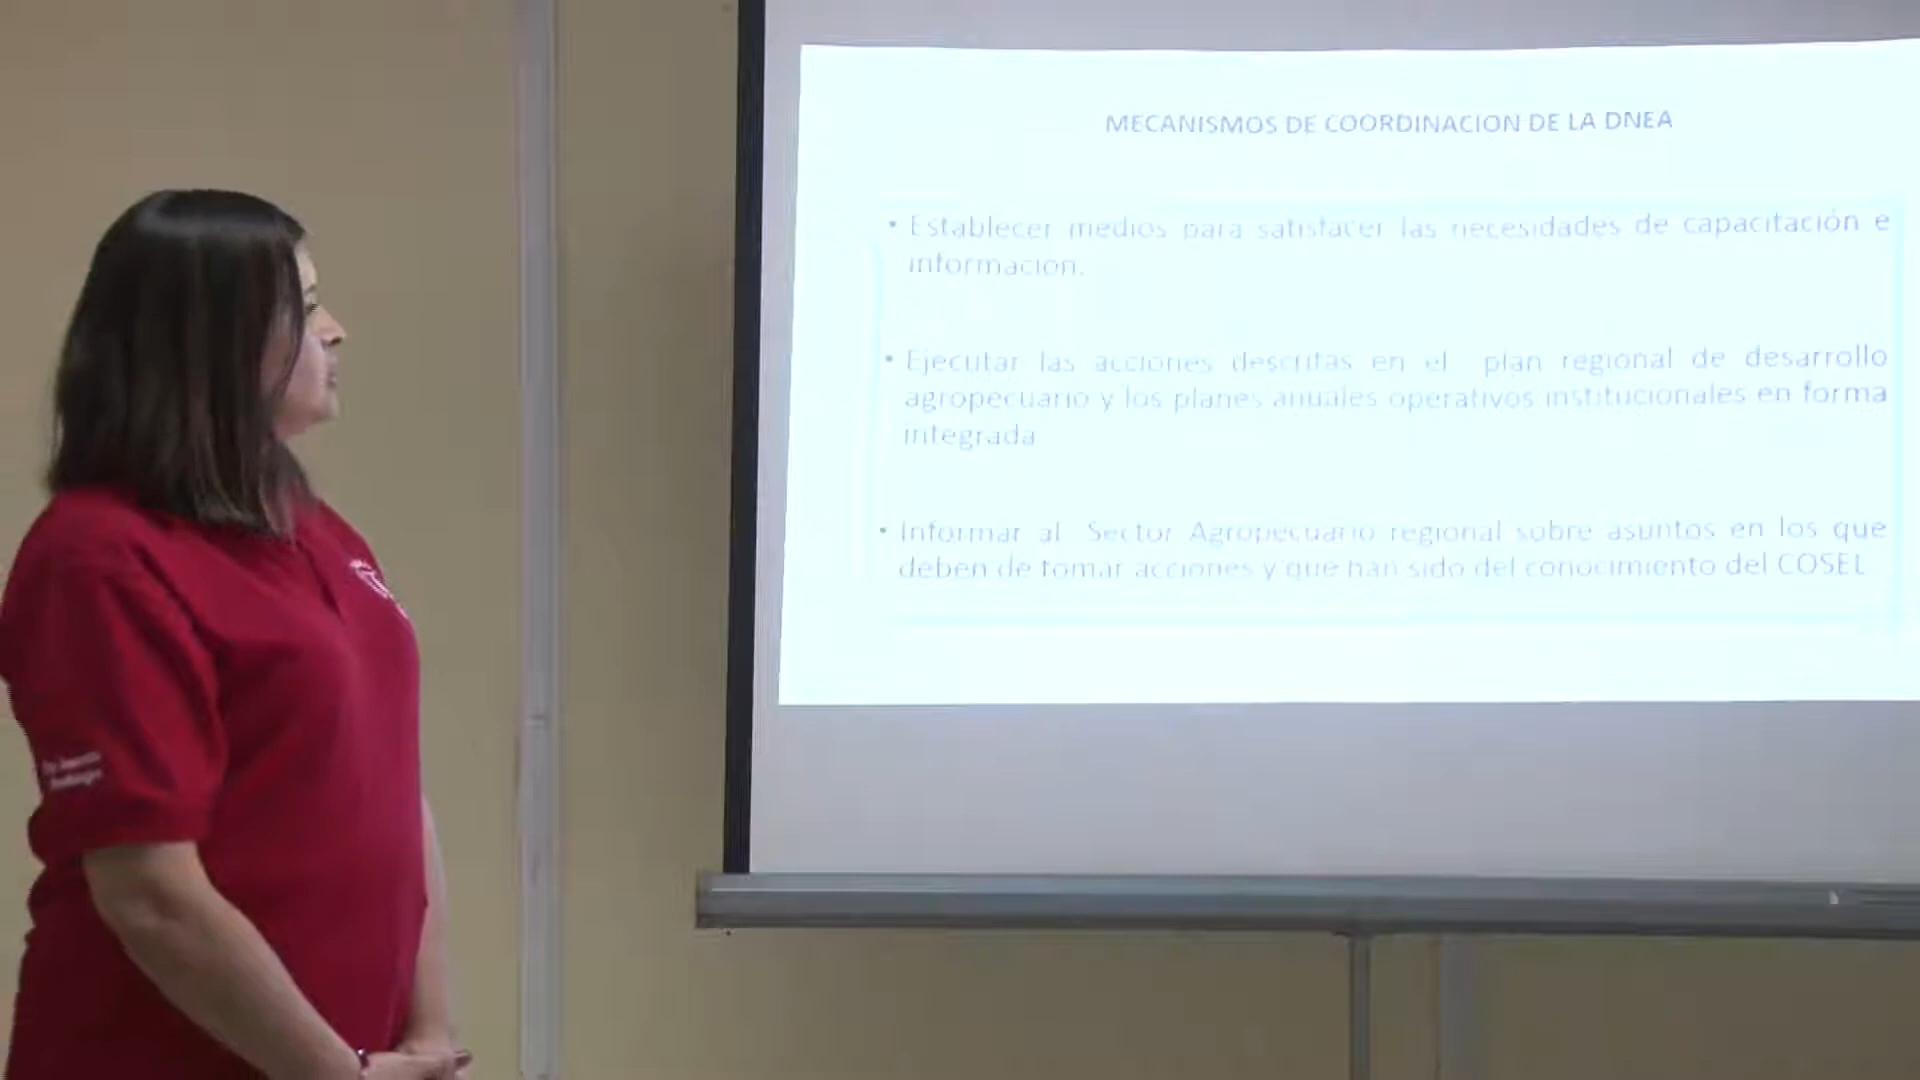 MECANISMOS DE COORDINACION DE LA DNEA
• Establecer medios para satisfacer las necesidades de capacitación e
informacion.
• Ejecutar las acciones descritas en el plan regional de desarrollo
agropecuario y los planes anuales operativos institucionales en forma
integrada
• Informar al Sector Agropecuario regional sobre asuntos en los que
deben de tomar acciones y que han sido del conocimiento del COSEL